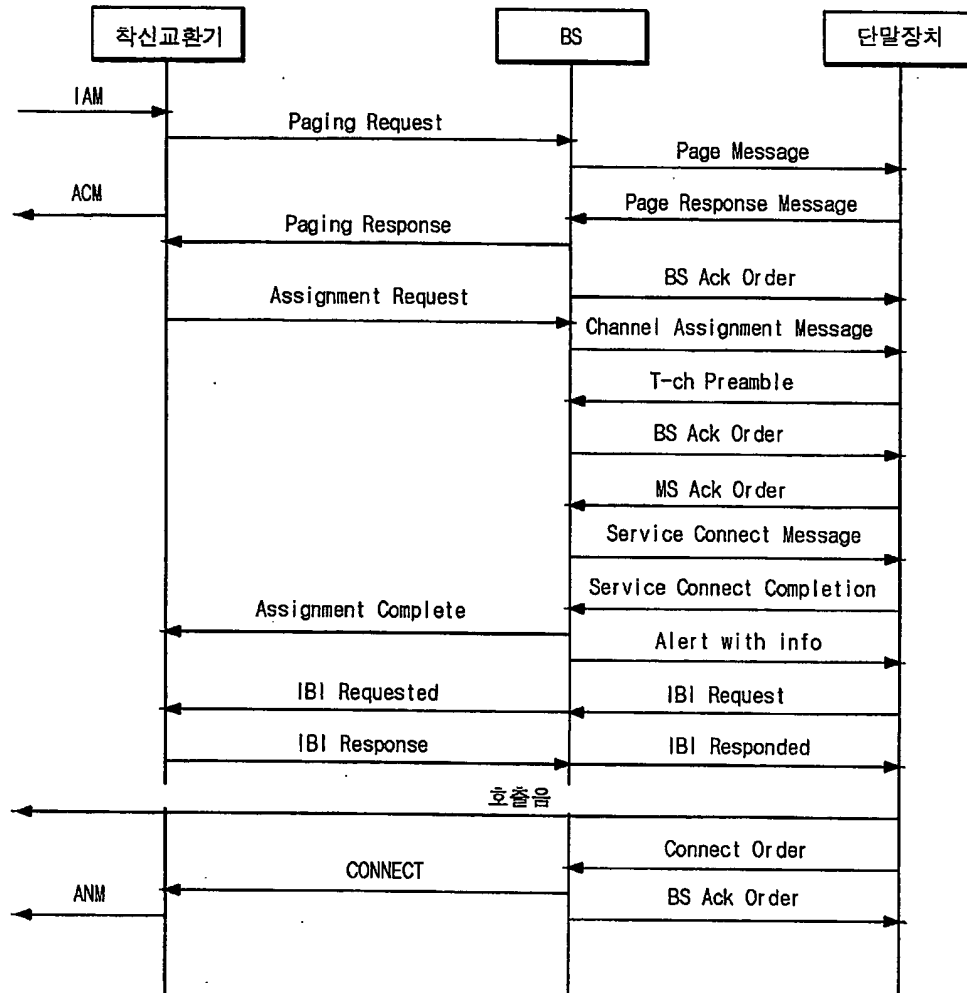 착신교환기
BS
단말장치
IAM
Paging Request
Page Message
ACM
Page Response Message
Paging Response
BS Ack Order
Assignment Request
Channel Assignment Message
T-ch Preamble
BS Ack Order
MS Ack Order
Service Connect Message
Service Connect Completion
Assignment Complete
Alert with info
IBI Requested
IBI Request
IBI Response
IBI Responded
호출음
Connect Order
CONNECT
ANM
BS Ack Order